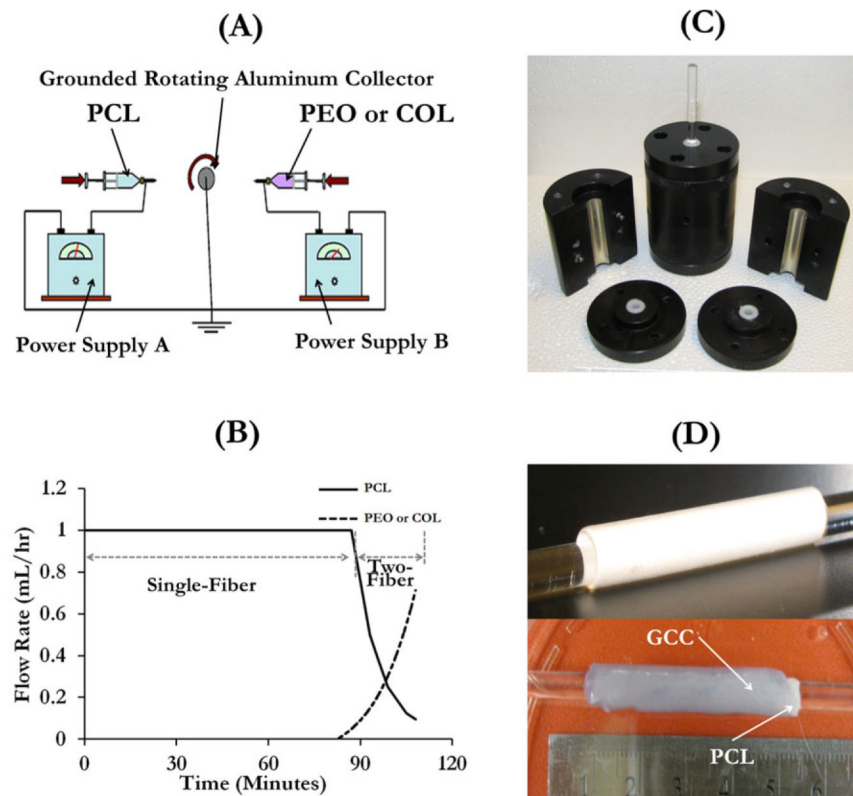 (A)
Grounded Rotating Aluminum Collector
PCL
PEO or COL
Power Supply A
Power Supply B
(B)
Flow Rate (mL/hr)
1.2
1
0.8
0.6
0.4
0.2
0
PCL
PEO or COL
Single-Fiber
Two-
Fiber
0
30
60
90
120
Time (Minutes)
(C)
(D)
GCC
PCL
1 2 3 4 5 6